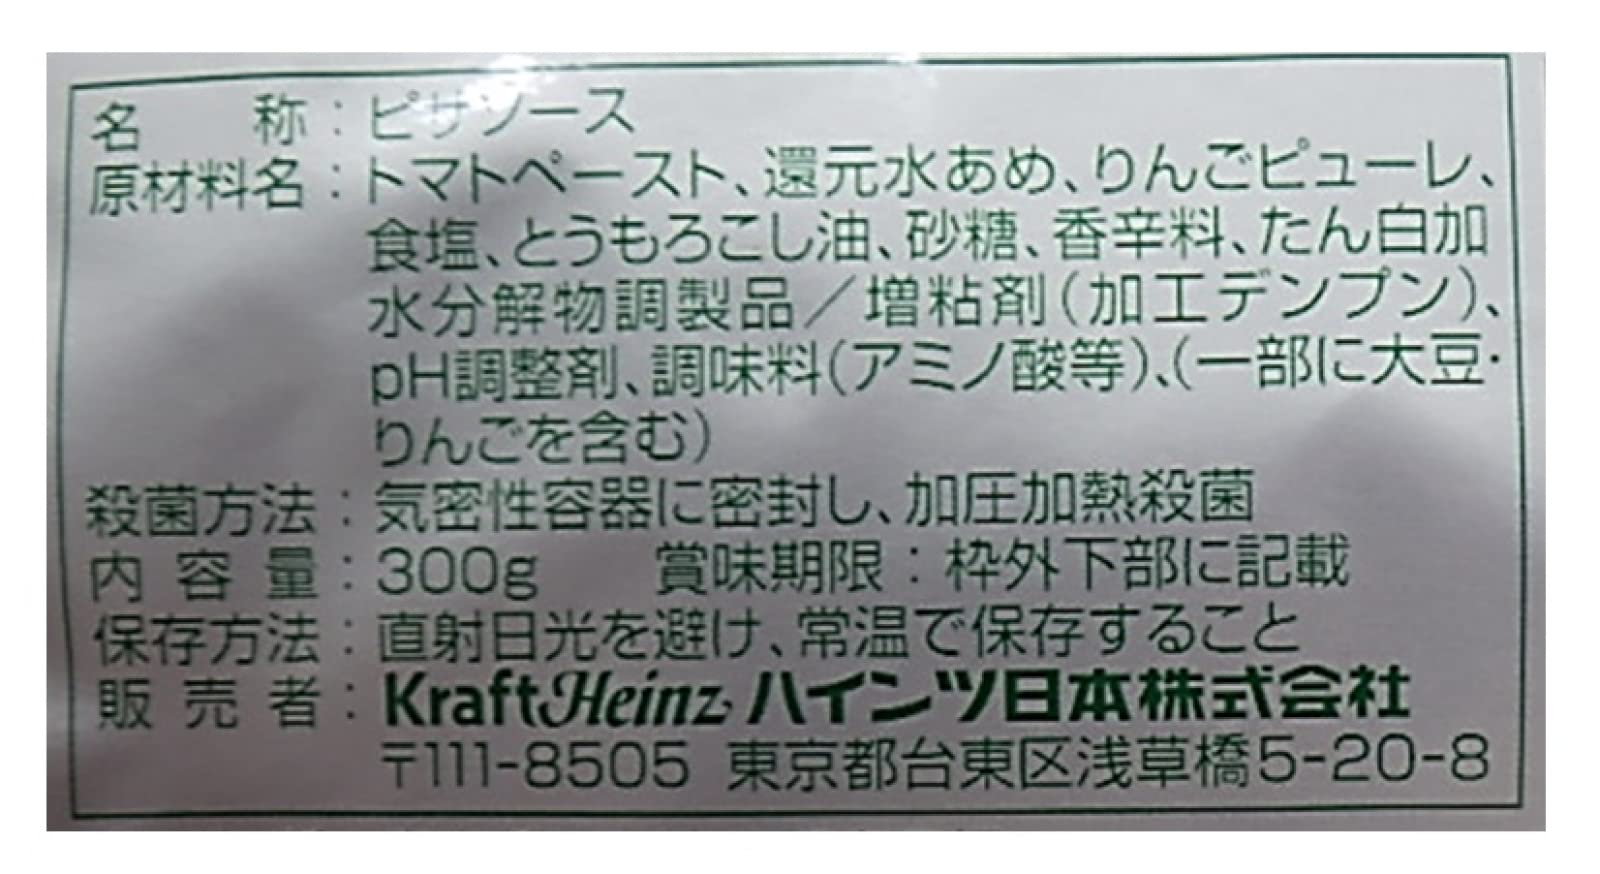 名称：ピザソース
原材料名：トマトペースト、還元水あめ、りんごピューレ、
食塩、とうもろこし油、砂糖、香辛料、たん白加
水分解物調製品／増粘剤（加工デンプン）、
pH調整剤、調味料（アミノ酸等）、（一部に大豆・
りんごを含む）
殺菌方法：気密性容器に密封し、加圧加熱殺菌
内容量：300g　賞味期限：枠外下部に記載
保存方法：直射日光を避け、常温で保存すること
販売者：KraftHeinz ハインツ日本株式会社
〒111-8505 東京都台東区浅草橋5-20-8